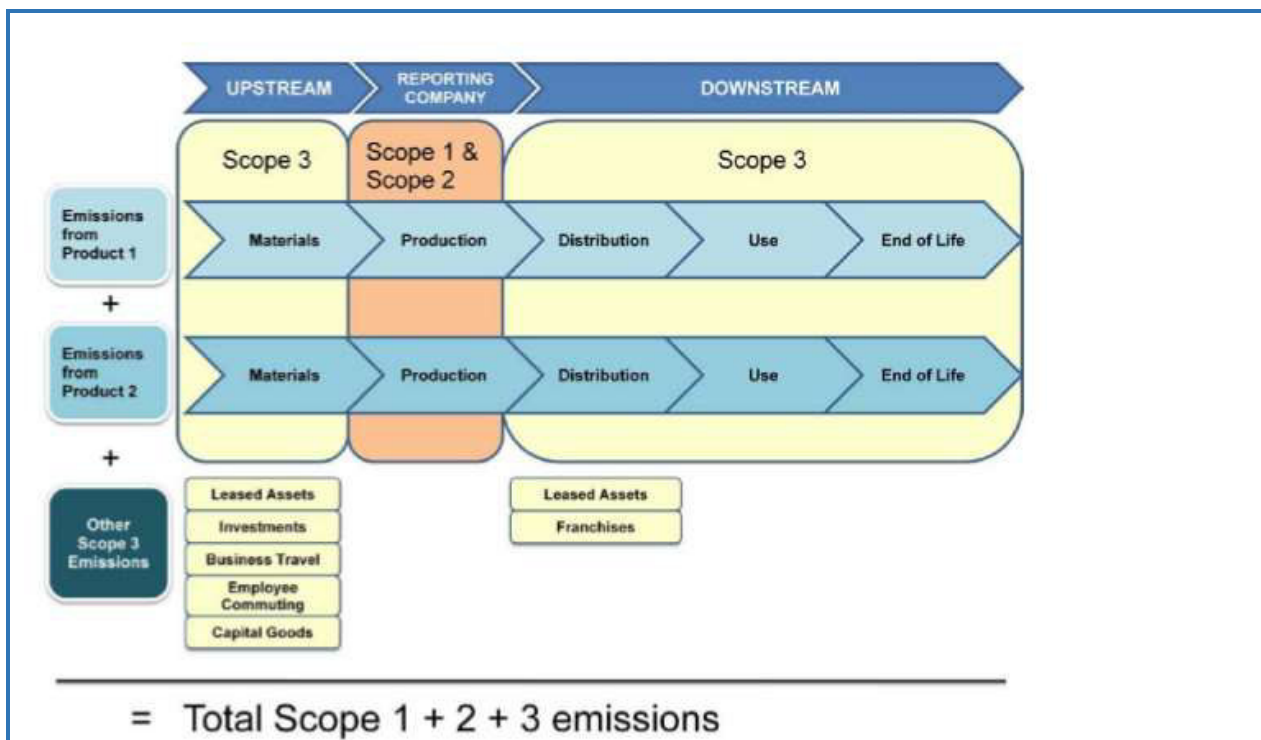 UPSTREAM
REPORTING
COMPANY
DOWNSTREAM
Scope 3
Scope 1 &
Scope 2
Scope 3
Emissions
from
Product 1
Materials
Production
Distribution
Use
End of Life
+
Emissions
from
Product 2
Materials
Production
Distribution
Use
End of Life
+
Other
Scope 3
Emissions
Leased Assets
Investments
Business Travel
Employee
Commuting
Capital Goods
Leased Assets
Franchises
= Total Scope 1 + 2 + 3 emissions